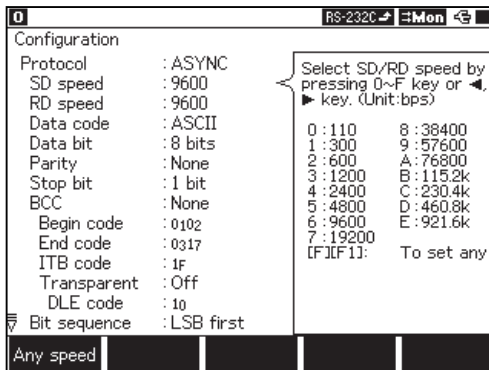 0 RS-232C Mon
Configuration
Protocol : ASYNC
SD speed : 9600
RD speed : 9600
Data code : ASCII
Data bit : 8 bits
Parity : None
Stop bit : 1 bit
BCC : None
Begin code : 0102
End code : 0317
ITB code : 1F
Transparent : Off
DLE code : 10
Bit sequence : LSB first
Select SD/RD speed by
pressing 0~F key or ◀,
▶ key. (Unit:bps)
0 :110 8 :38400
1 :300 9 :57600
2 :600 A :76800
3 :1200 B :115.2k
4 :2400 C :230.4k
5 :4800 D :460.8k
6 :9600 E :921.6k
7 :19200
[F][F1]: To set any
Any speed